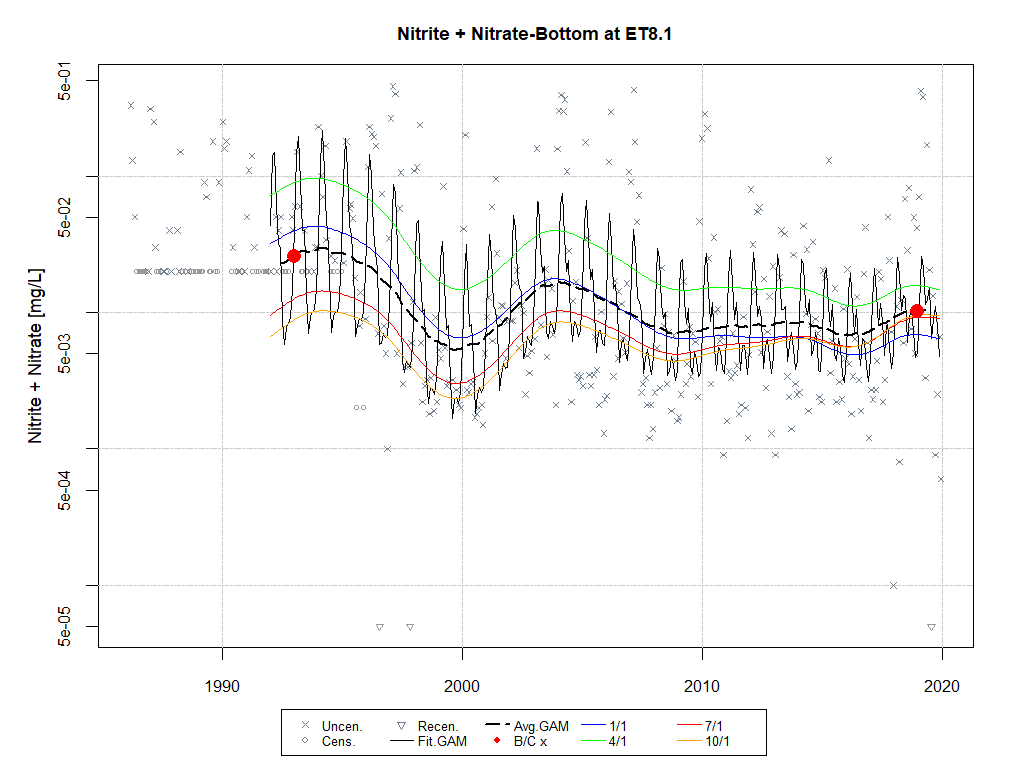 Nitrite + Nitrate-Bottom at ET8.1
Nitrite + Nitrate [mg/L]
5e-01
5e-02
5e-03
5e-04
5e-05
1990 2000 2010 2020
Uncen. Recen. Avg.GAM 1/1 7/1
Cens. Fit.GAM B/C x 4/1 10/1